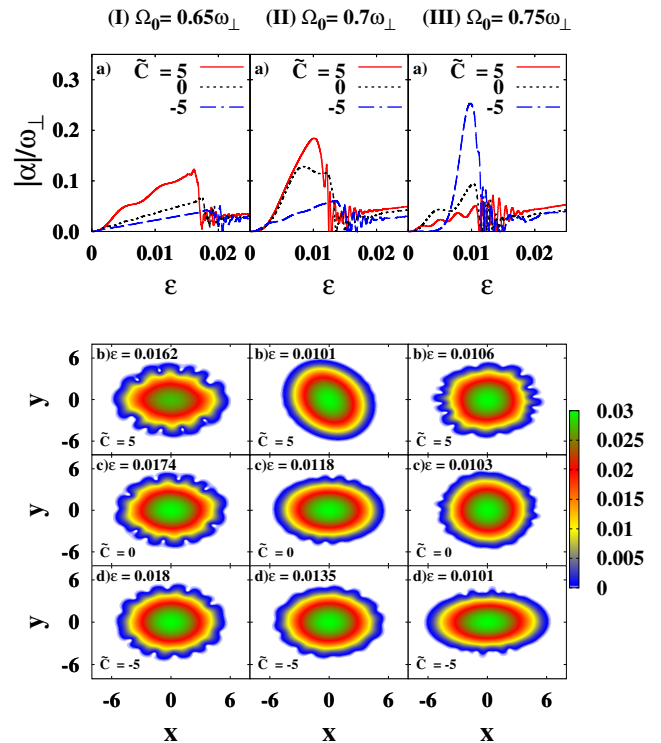 (I) Ω₀= 0.65ω⊥ (II) Ω₀= 0.7ω⊥ (III) Ω₀= 0.75ω⊥
a) C̃ = 5 a) C̃ = 5 a) C̃ = 5
0 0 0
-5 -5 -5
0.3
0.2
0.1
0.0
|α|/ω⊥
0 0.01 0.02 0 0.01 0.02 0 0.01 0.02
ε ε ε
b)ε = 0.0162 b)ε = 0.0101 b)ε = 0.0106
6
0
-6
y
C̃ = 5 C̃ = 5 C̃ = 5
c)ε = 0.0174 c)ε = 0.0118 c)ε = 0.0103
6
0
-6
y
C̃ = 0 C̃ = 0 C̃ = 0
d)ε = 0.018 d)ε = 0.0135 d)ε = 0.0101
6
0
-6
y
C̃ = -5 C̃ = -5 C̃ = -5
-6 0 6 -6 0 6 -6 0 6
x x x
0.03
0.025
0.02
0.015
0.01
0.005
0